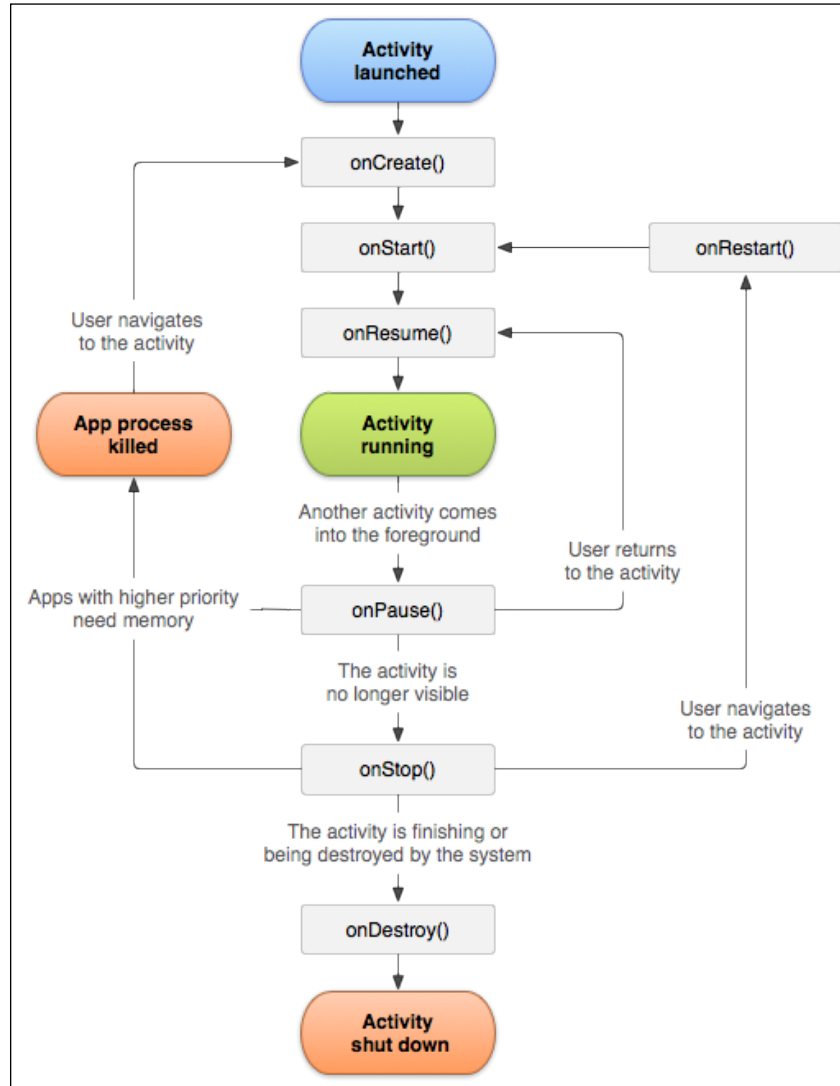 Activity
launched
onCreate()
onStart()
onRestart()
User navigates
to the activity
onResume()
App process
killed
Activity
running
Another activity comes
into the foreground
User returns
to the activity
Apps with higher priority
need memory
onPause()
The activity is
no longer visible
User navigates
to the activity
onStop()
The activity is finishing or
being destroyed by the system
onDestroy()
Activity
shut down